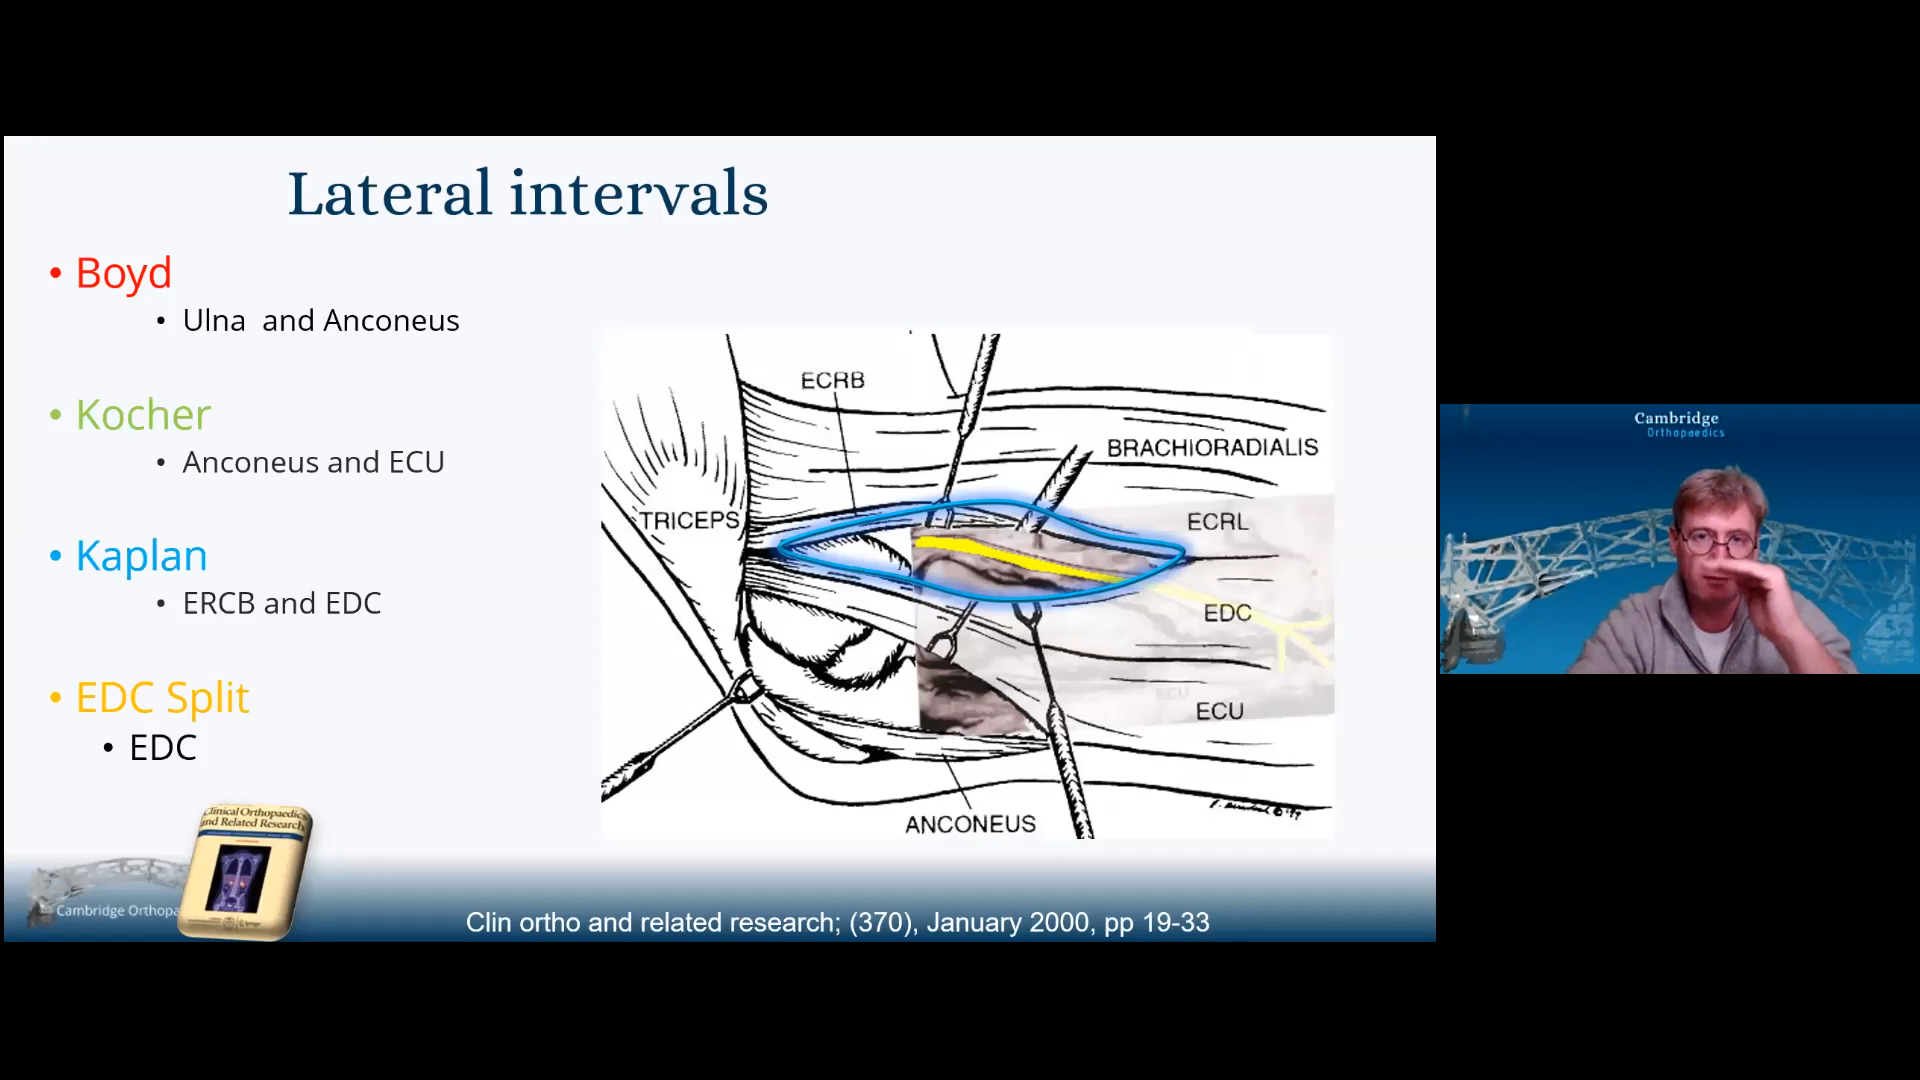 Lateral intervals
• Boyd
• Ulna and Anconeus
• Kocher
• Anconeus and ECU
• Kaplan
• ERCB and EDC
• EDC Split
• EDC
ECRB
BRACHIORADIALIS
TRICEPS
ECRL
EDC
ECU
ECU
ANCONEUS
Clinical Orthopaedics
and Related Research
Cambridge Orthopa
Clin ortho and related research; (370), January 2000, pp 19-33
Cambridge
Orthopaedics